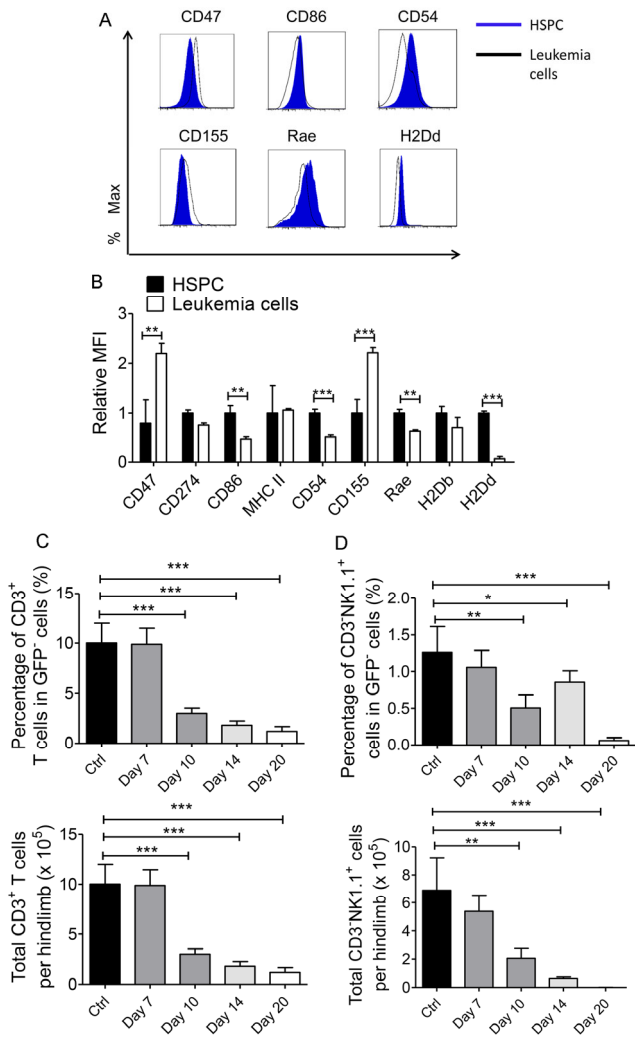 A
CD47 CD86 CD54
HSPC
Leukemia
cells
CD155 Rae H2Dd
% Max
B
HSPC
Leukemia cells
Relative MFI
3
2
1
0
** ** *** *** ** ***
CD47 CD274 CD86 MHC II CD54 CD155 Rae H2Db H2Dd
C
Percentage of CD3⁺
T cells in GFP⁻ cells (%)
15
10
5
0
***
***
***
Ctrl Day 7 Day 10 Day 14 Day 20
D
Percentage of CD3⁻NK1.1⁺
cells in GFP⁻ cells (%)
2.0
1.5
1.0
0.5
0.0
***
*
**
Ctrl Day 7 Day 10 Day 14 Day 20
Total CD3⁺ T cells
per hindlimb (x 10⁵)
15
10
5
0
***
***
***
Ctrl Day 7 Day 10 Day 14 Day 20
Total CD3⁻NK1.1⁺ cells
per hindlimb (x 10⁵)
10
8
6
4
2
0
***
***
**
Ctrl Day 7 Day 10 Day 14 Day 20